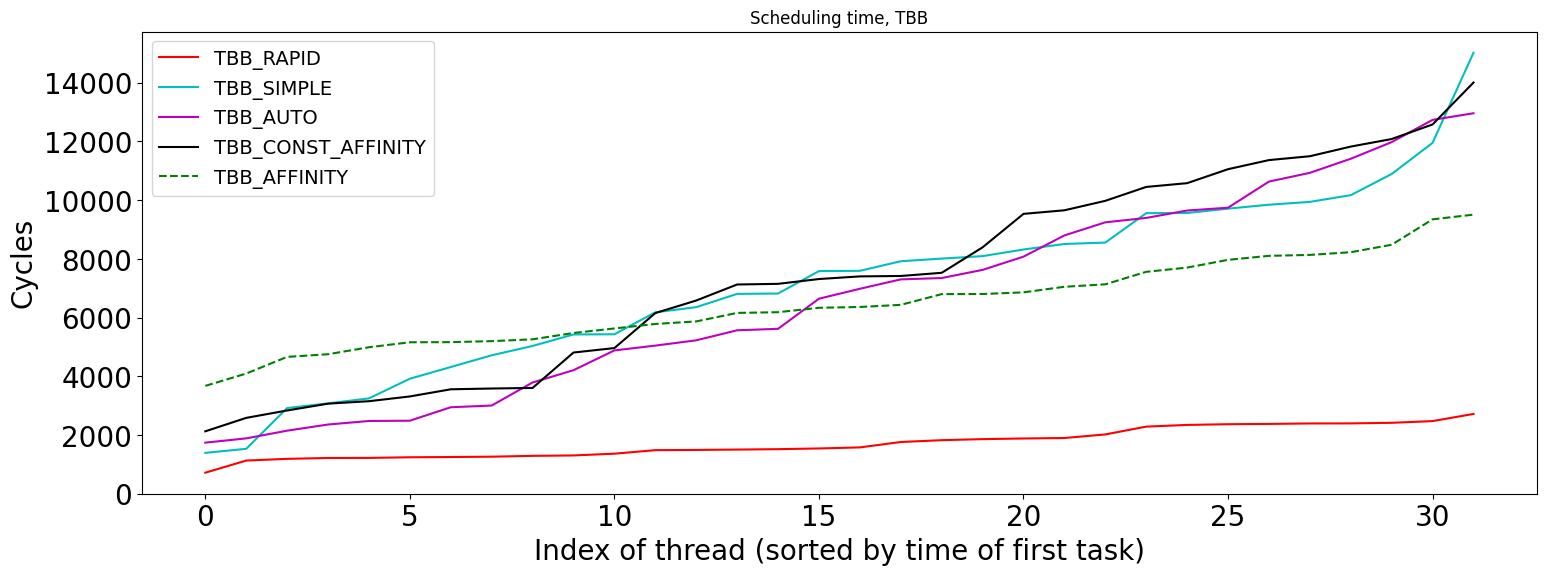 Scheduling time, TBB
TBB_RAPID
TBB_SIMPLE
TBB_AUTO
TBB_CONST_AFFINITY
TBB_AFFINITY
Cycles
14000
12000
10000
8000
6000
4000
2000
0
0 5 10 15 20 25 30
Index of thread (sorted by time of first task)